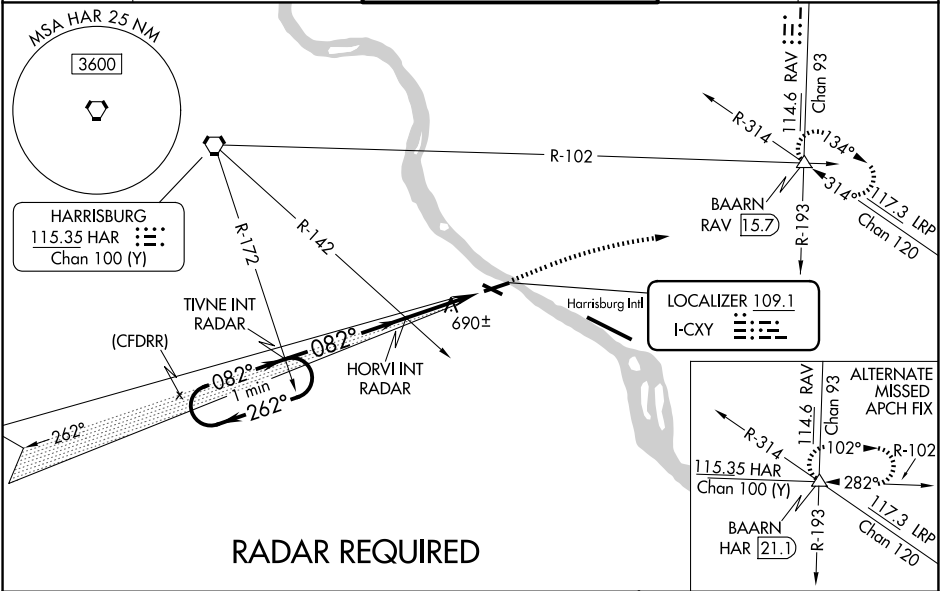 MSA HAR 25 NM
3600
HARRISBURG
115.35 HAR
Chan 100 (Y)
R-102
R-172
R-142
114.6 RAV
Chan 93
R-314
134°
314°
117.3 LRP
Chan 120
BAARN
RAV 15.7
R-193
TIVNE INT
RADAR
(CFDRR)
082°
082°
1 min
262°
262°
HORVI INT
RADAR
690±
Harrisburg Intl
LOCALIZER 109.1
I-CXY
RADAR REQUIRED
ALTERNATE
MISSED
APCH FIX
114.6 RAV
Chan 93
R-314
102°
R-102
115.35 HAR
Chan 100 (Y)
282°
117.3 LRP
Chan 120
BAARN
HAR 21.1
R-193